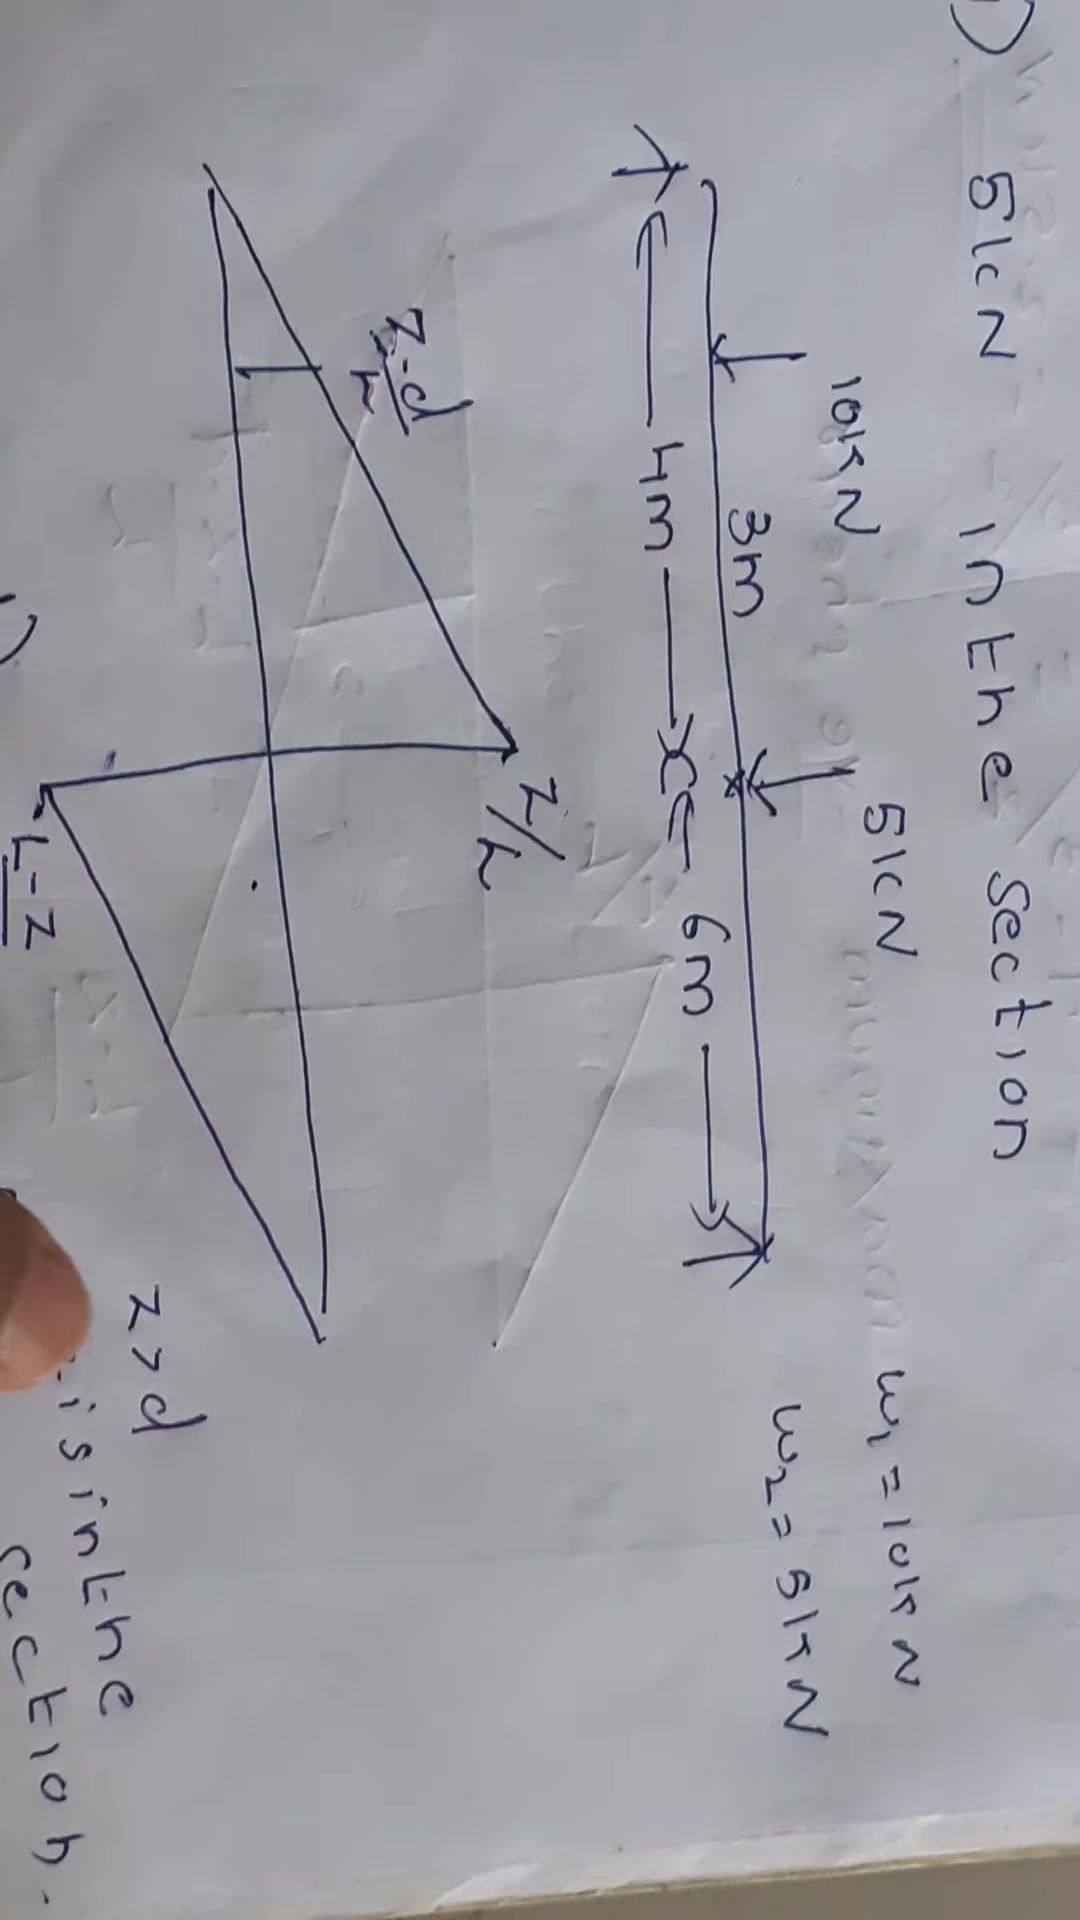 ) 5KN in the section
10KN 5KN
w1 = 10KN
w2 = 5KN
3m
4m 6m
z-d
L
z/L
L-z
z>d
is in the
section.